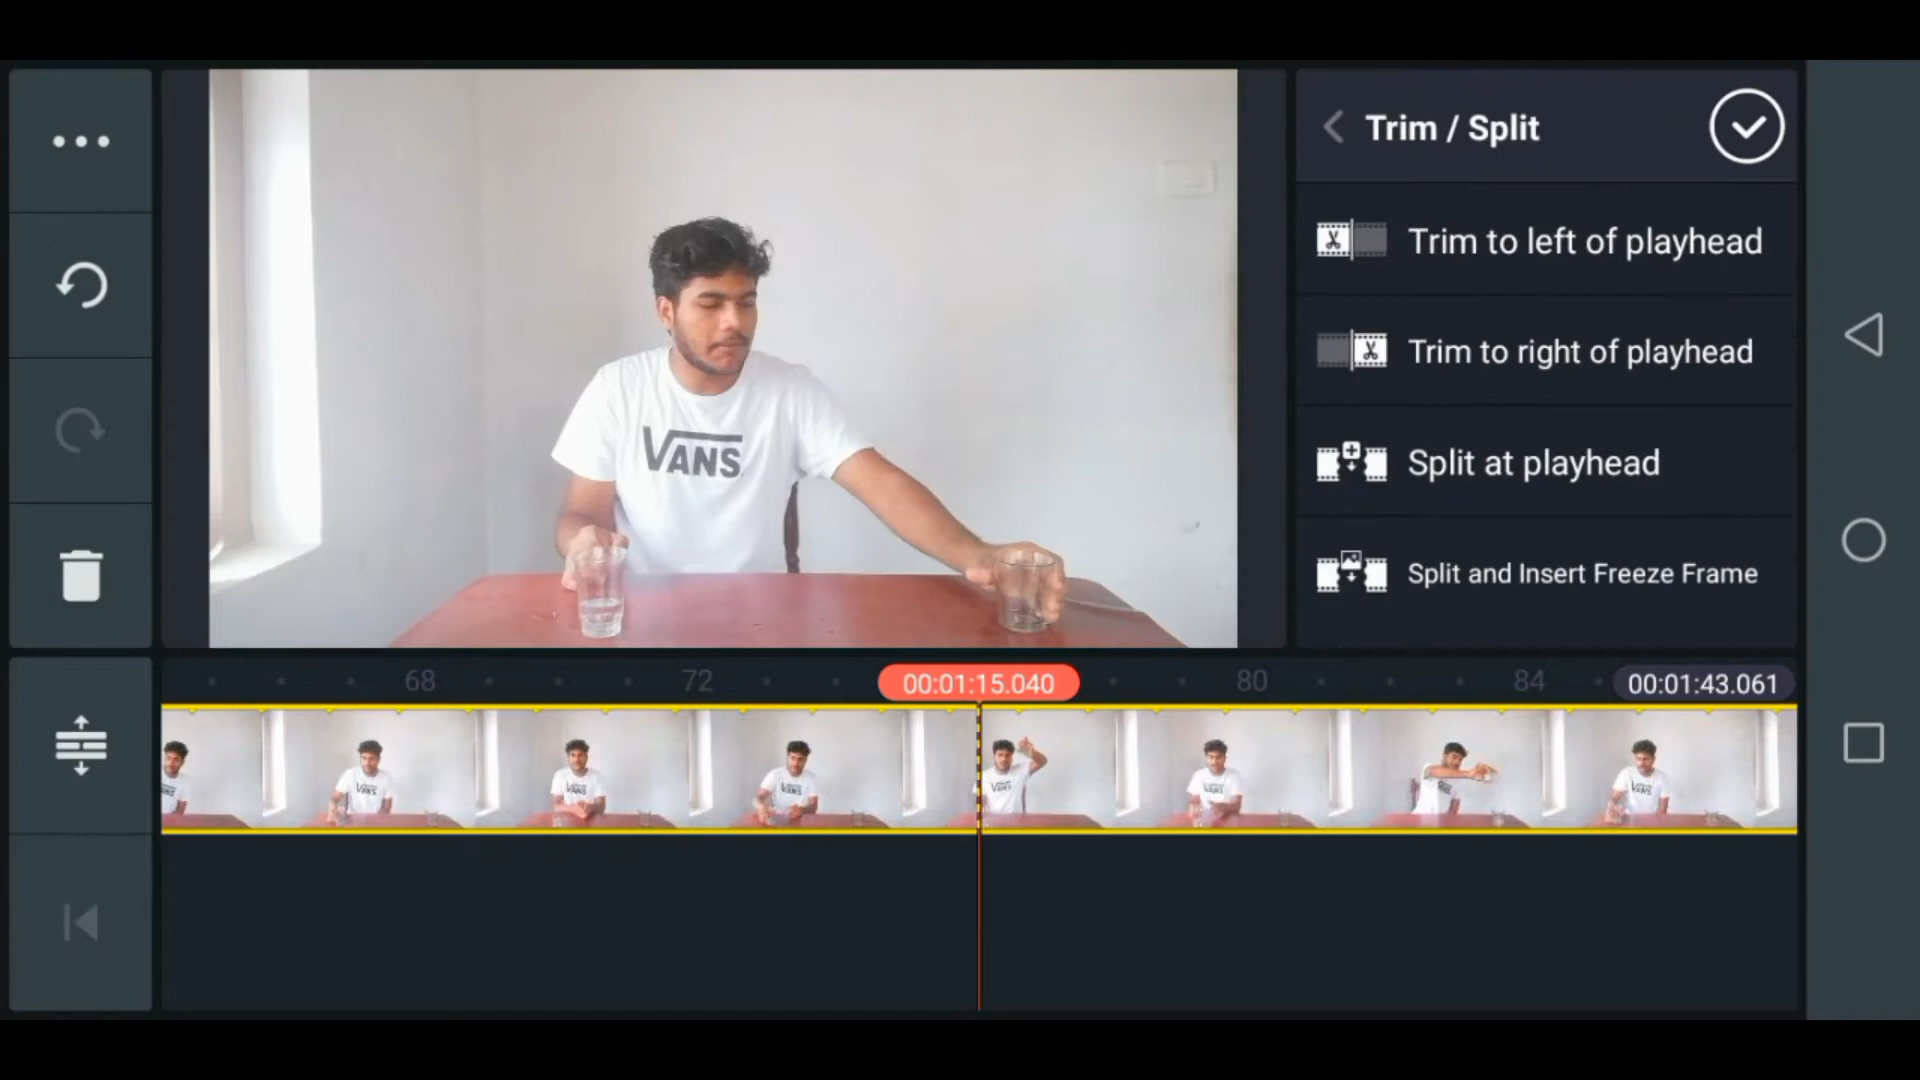 Trim / Split
Trim to left of playhead
Trim to right of playhead
Split at playhead
Split and Insert Freeze Frame
VANS
68
72
00:01:15.040
80
84
00:01:43.061